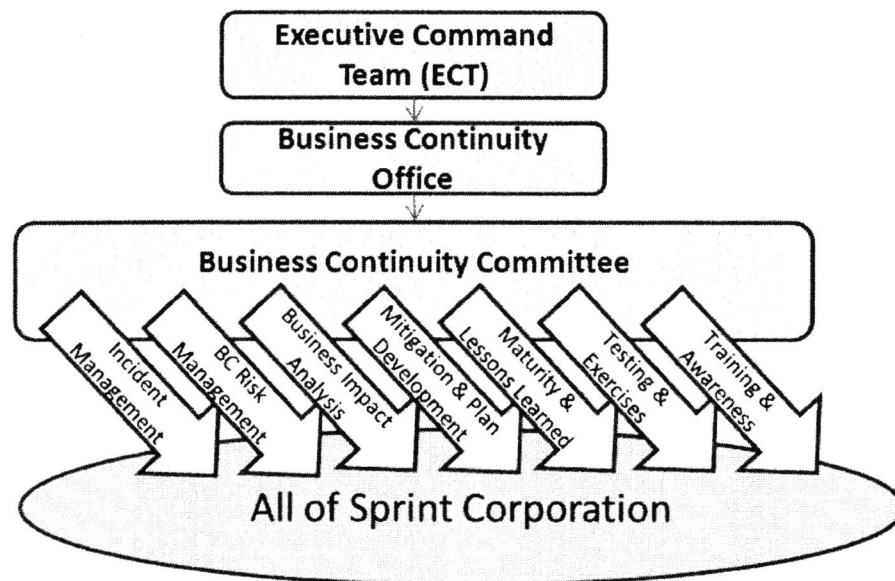 Executive Command
Team (ECT)
Business Continuity
Office
Business Continuity Committee
Incident
Management
BC Risk
Management
Business Impact
Analysis
Mitigation & Plan
Development
Maturity &
Lessons Learned
Testing &
Exercises
Training &
Awareness
All of Sprint Corporation